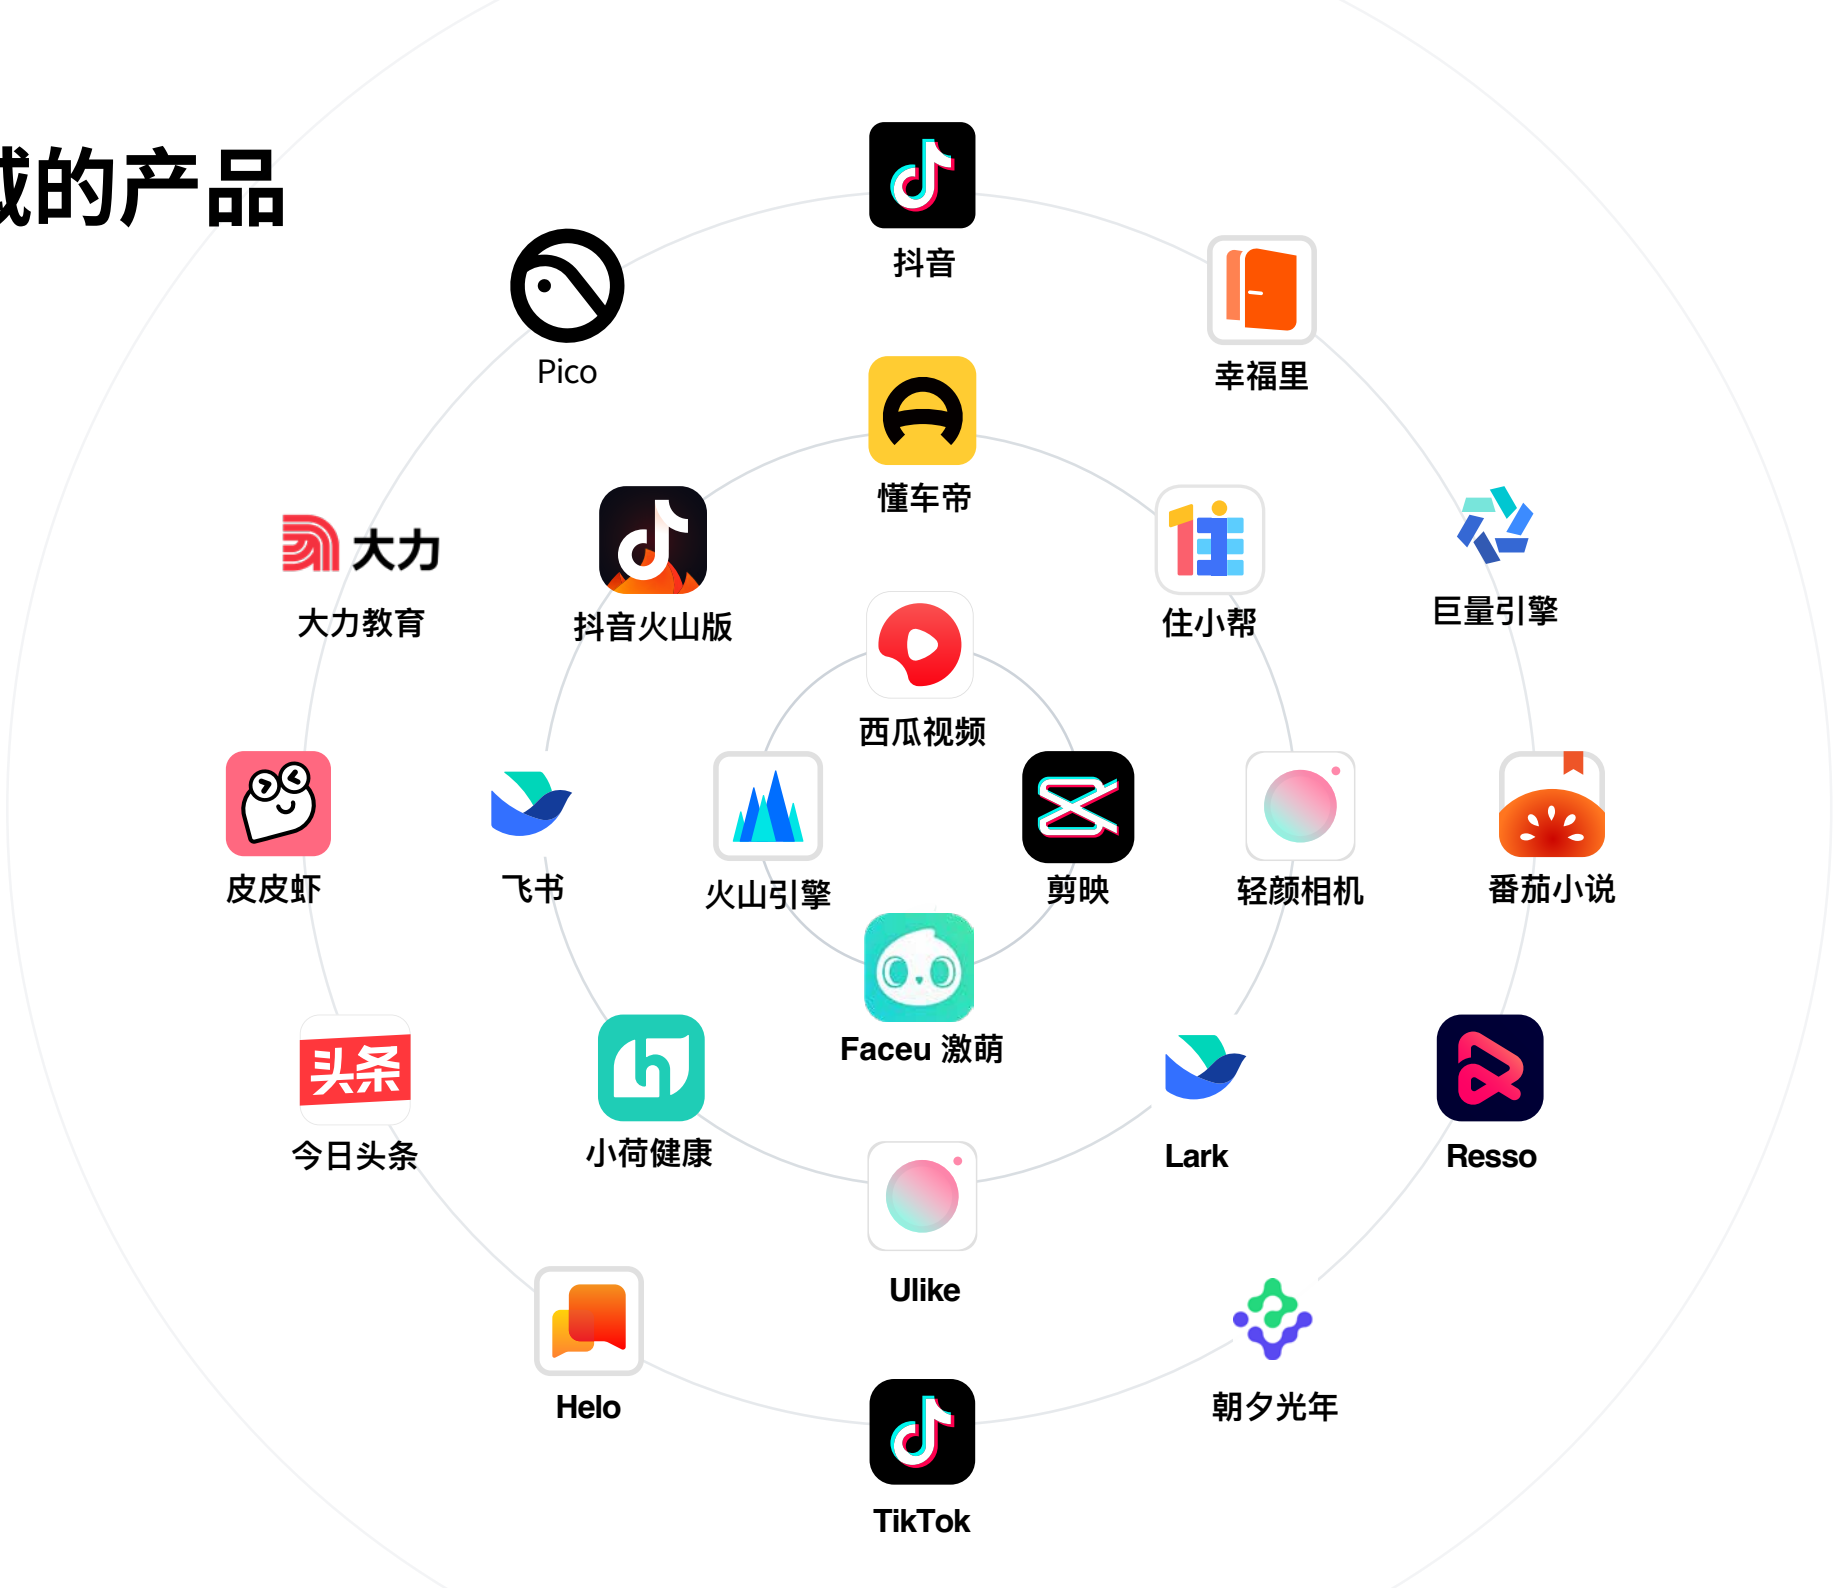 的产品
抖音
Pico
幸福里
懂车帝
大力
大力教育
抖音火山版
住小帮
巨量引擎
西瓜视频
皮皮虾
飞书
火山引擎
剪映
轻颜相机
番茄小说
Faceu 激萌
头条
今日头条
小荷健康
Lark
Resso
Ulike
Helo
朝夕光年
TikTok